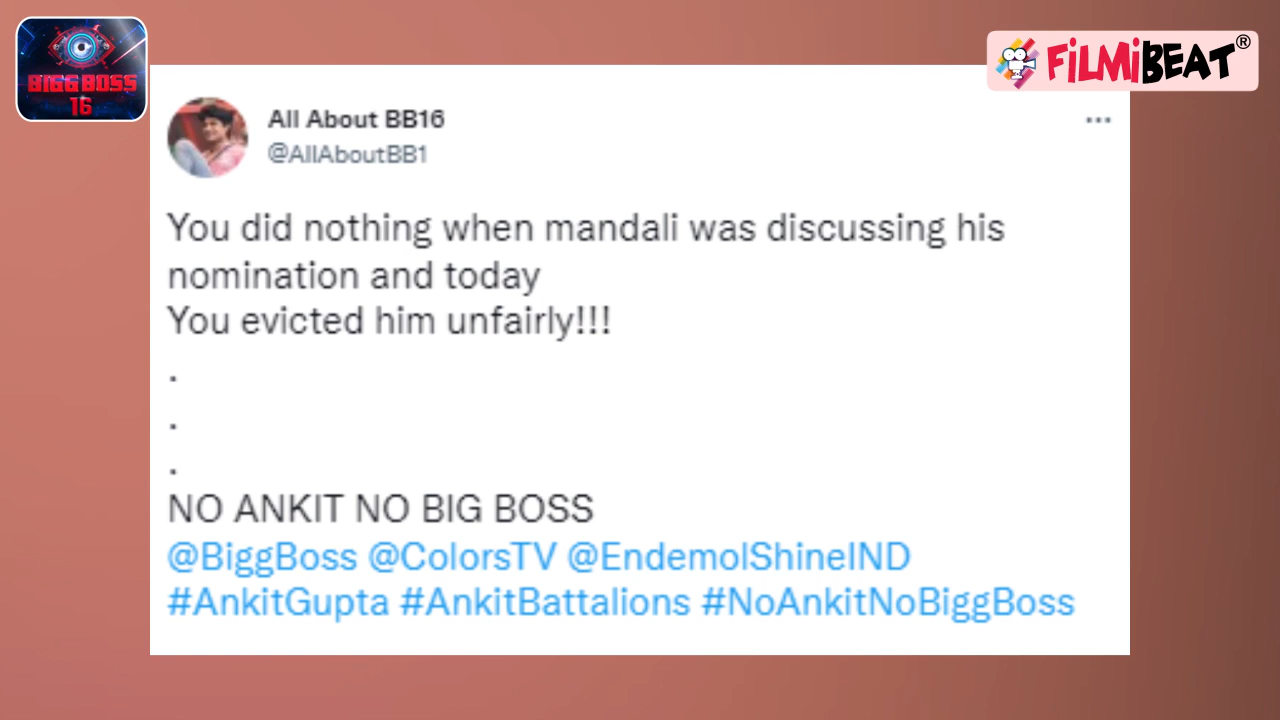 BIGG BOSS
16
FiLMiBEAT®
All About BB16
@AllAboutBB1
...
You did nothing when mandali was discussing his
nomination and today
You evicted him unfairly!!!
.
.
.
NO ANKIT NO BIG BOSS
@BiggBoss @ColorsTV @EndemolShineIND
#AnkitGupta #AnkitBattalions #NoAnkitNoBiggBoss